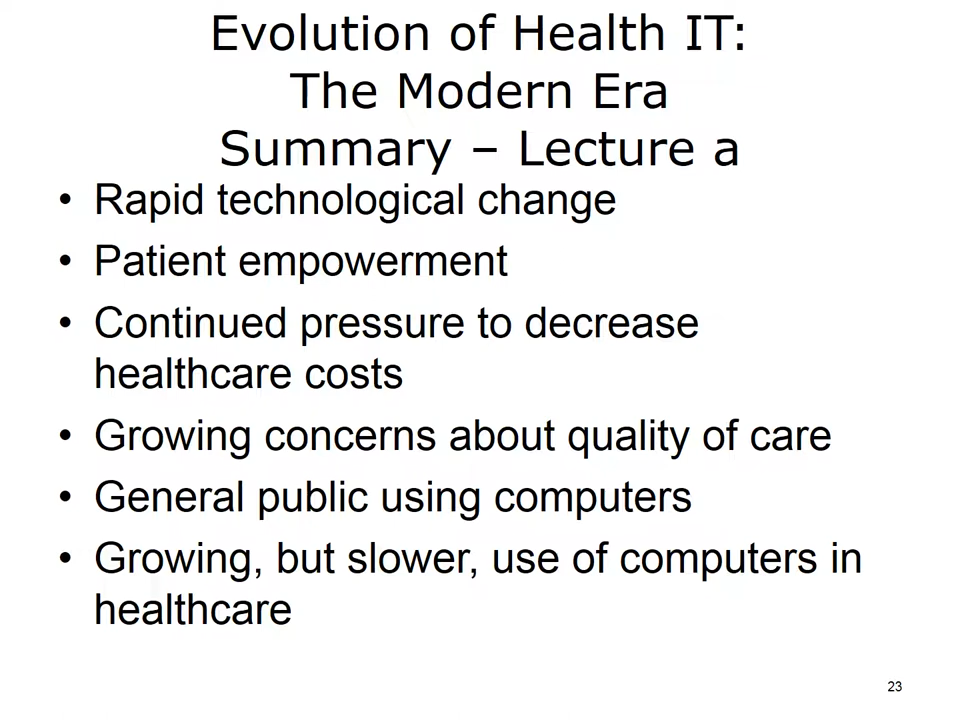 Evolution of Health IT:
The Modern Era
Summary – Lecture a
• Rapid technological change
• Patient empowerment
• Continued pressure to decrease
healthcare costs
• Growing concerns about quality of care
• General public using computers
• Growing, but slower, use of computers in
healthcare
23